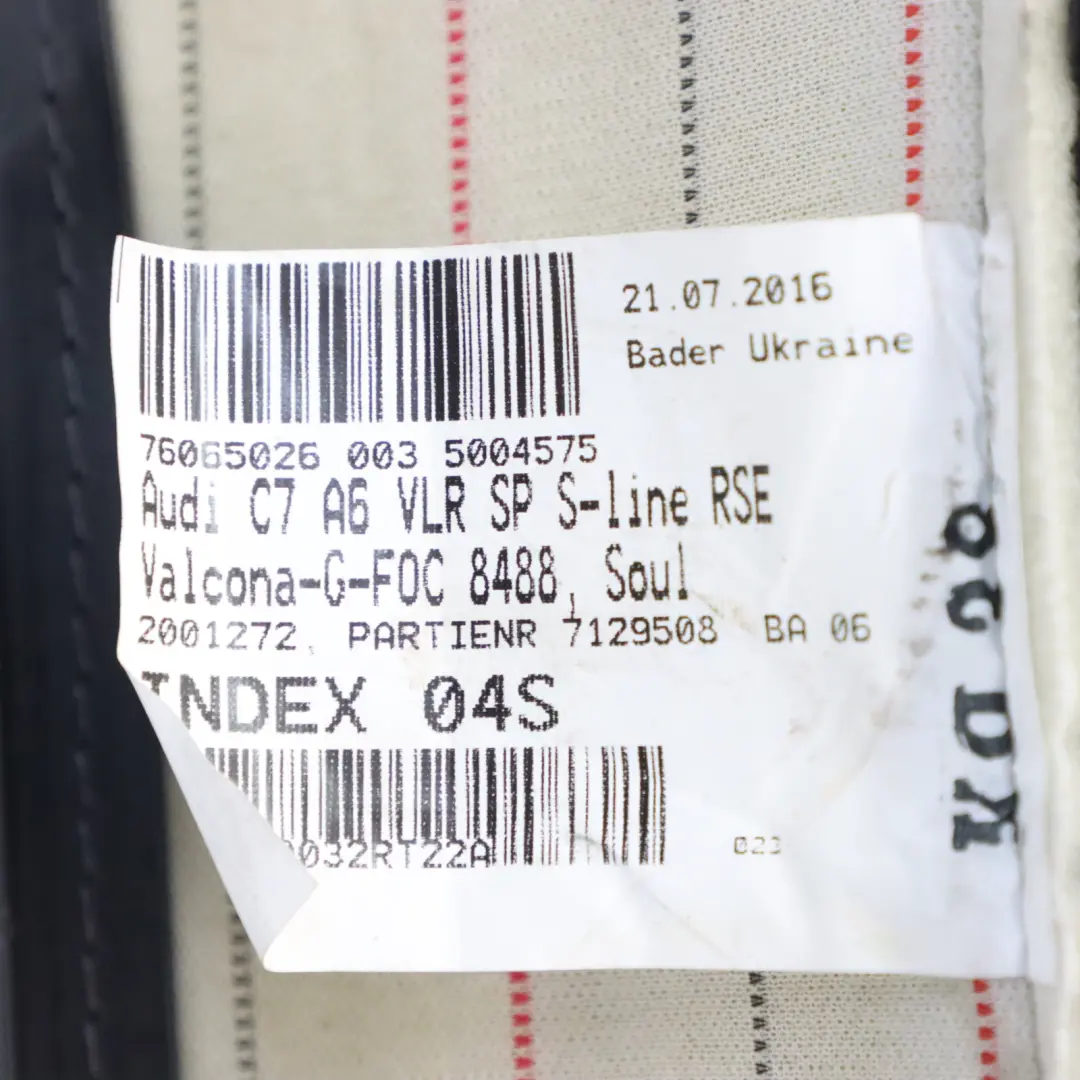 21.07.2016
Bader Ukraine
76065026 003 5004575
Audi C7 A6 VLR SP S-line RSE
Valcona-G-FOC 8488, Soul
2001272, PARTIENR 7129508 BA 06
INDEX 04S
032RT22A
023